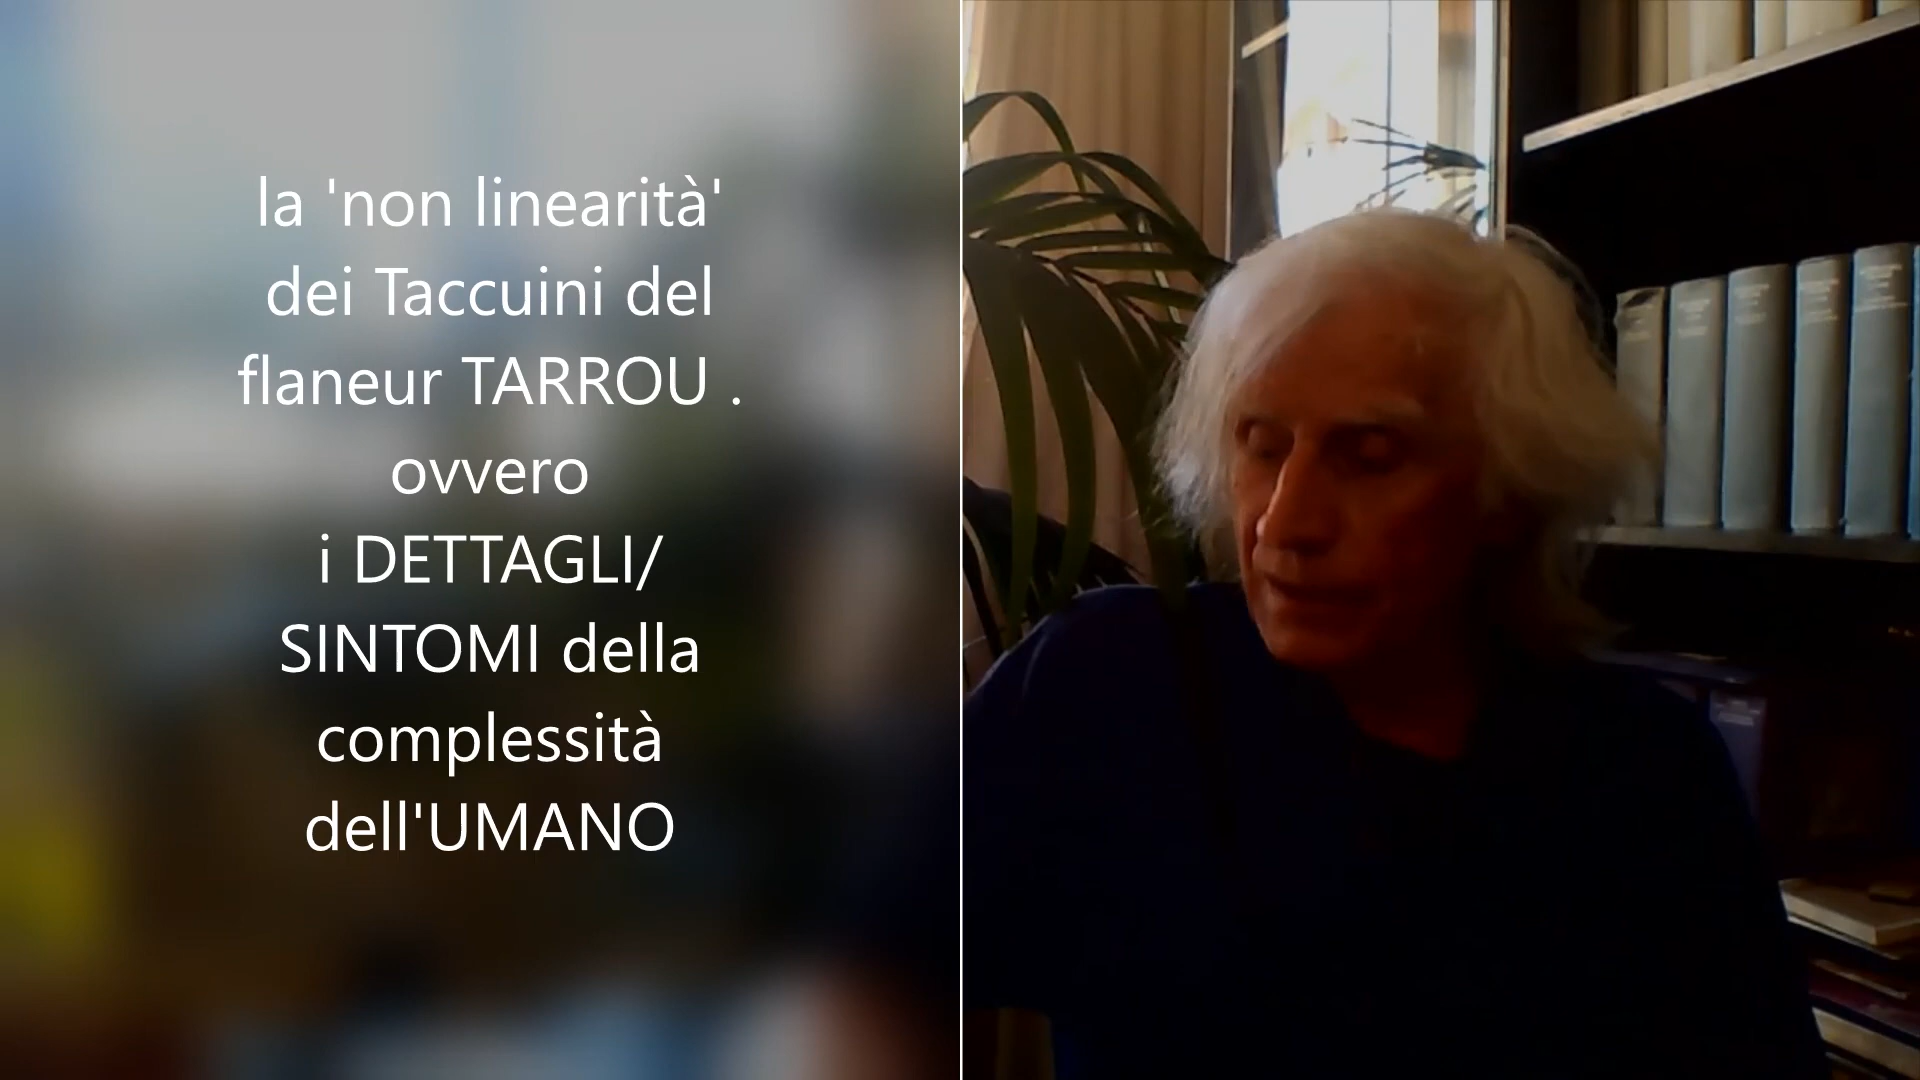 la 'non linearità'
dei Taccuini del
flaneur TARROU .
ovvero
i DETTAGLI/
SINTOMI della
complessità
dell'UMANO